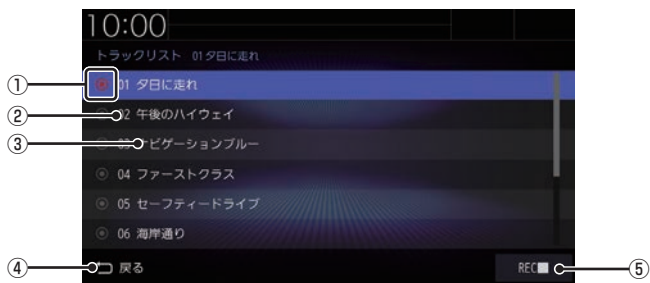 10:00
トラックリスト 01夕日に走れ
① 01 夕日に走れ
② 02 午後のハイウェイ
③ 03 ナビゲーションブルー
04 ファーストクラス
05 セーフティードライブ
06 海岸通り
④ 戻る REC ⑤